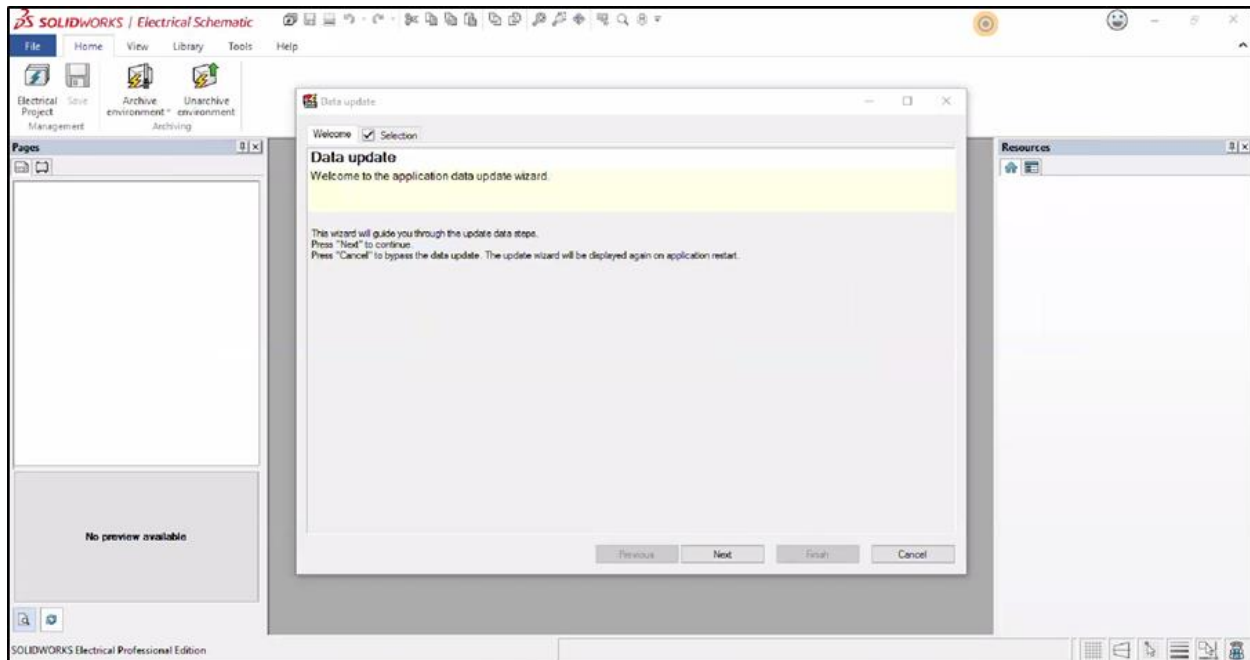 SOLIDWORKS | Electrical Schematic
File Home View Library Tools Help
Electrical Project
Save
Archive environment
Unarchive environment
Management
Archiving
Data update
Pages
Resources
Welcome
Selection
Data update
Welcome to the application data update wizard.
This wizard will guide you through the update data steps.
Press "Next" to continue.
Press "Cancel" to bypass the data update. The update wizard will be displayed again on application restart.
No preview available
Previous
Next
Finish
Cancel
SOLIDWORKS Electrical Professional Edition